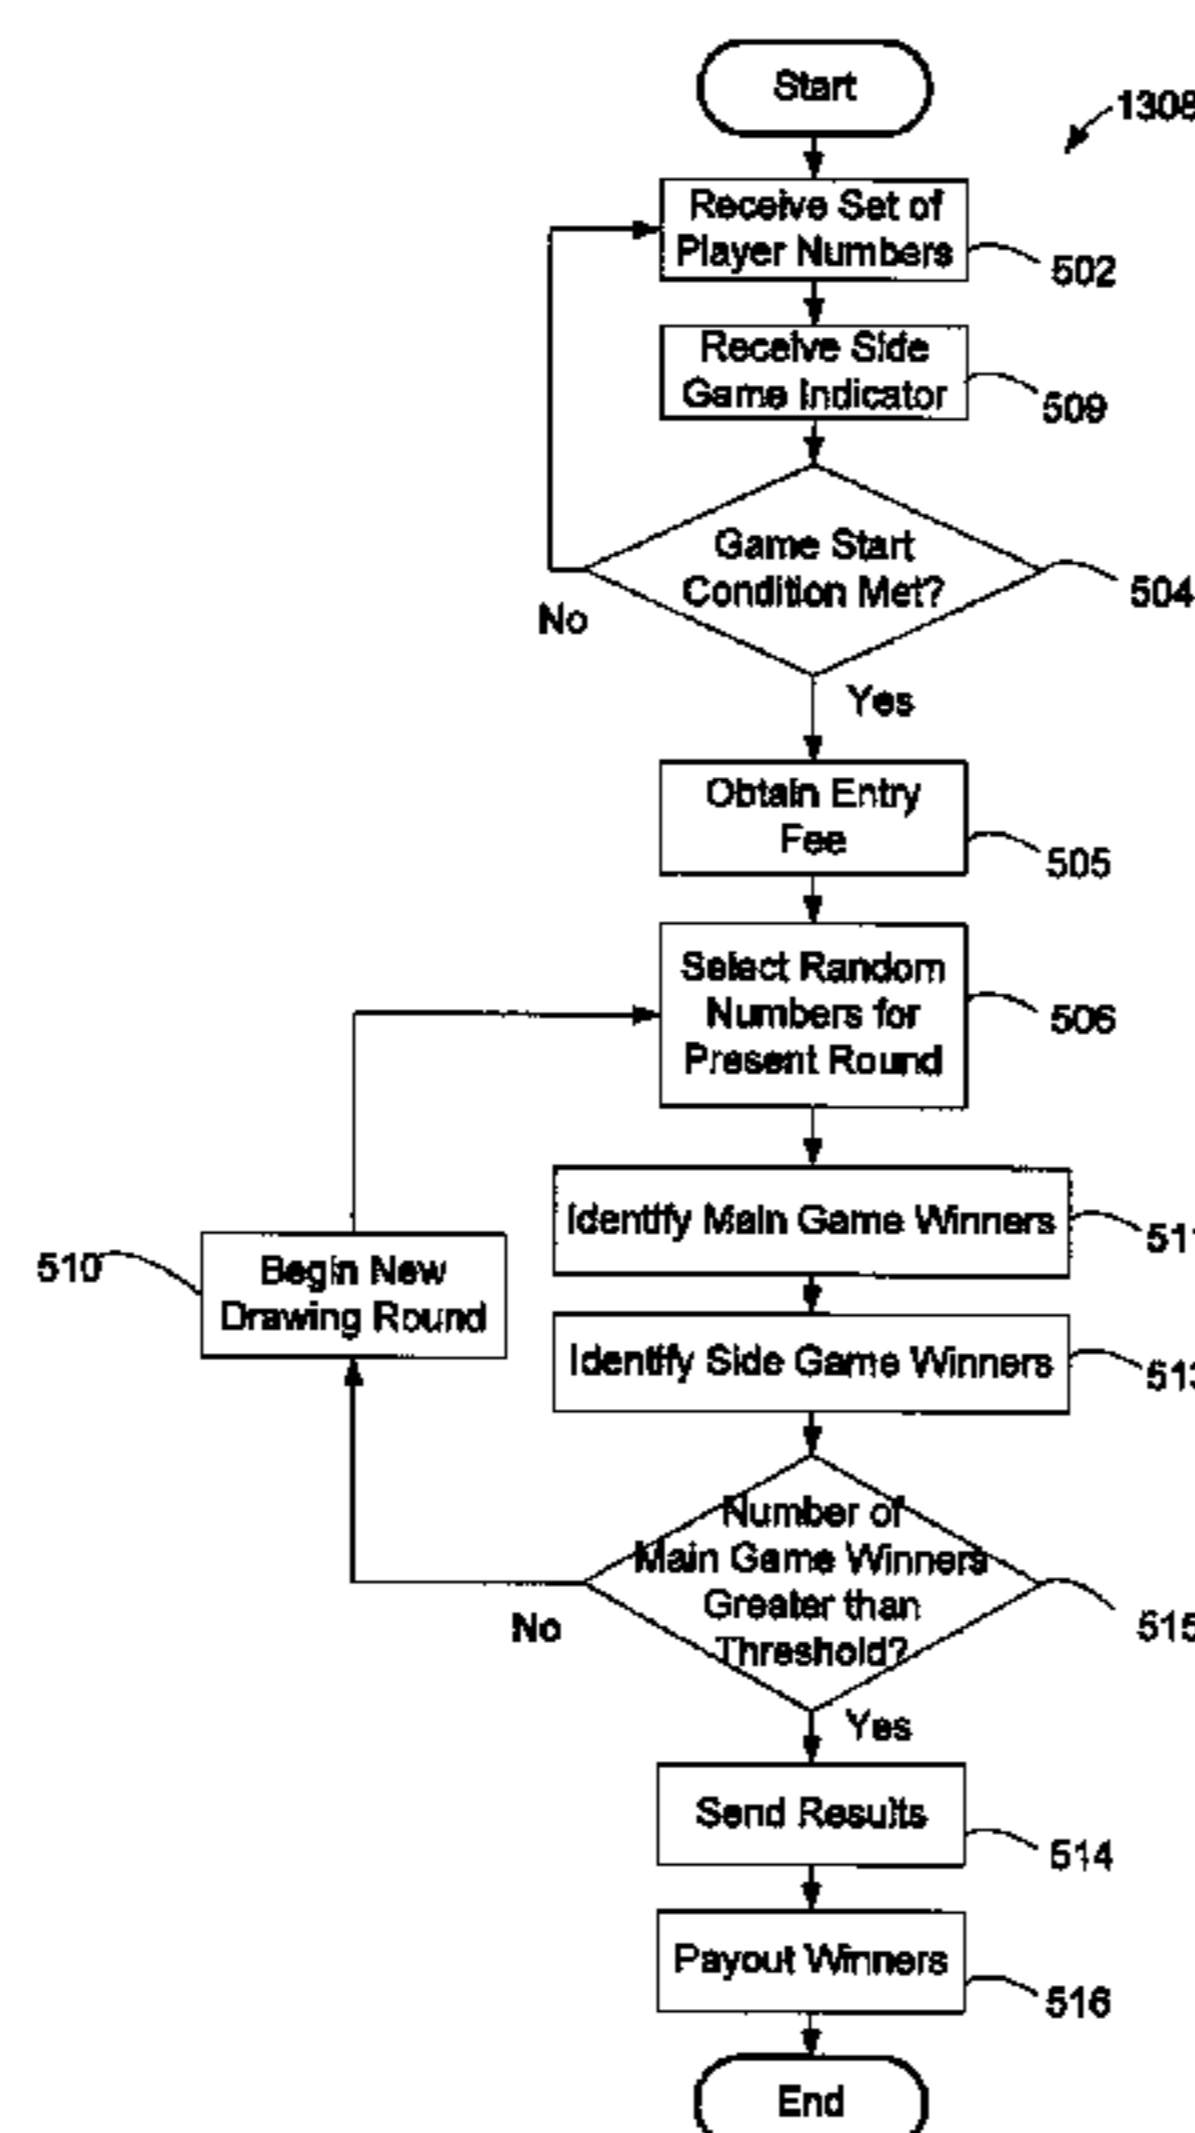 Start
1308
Receive Set of
Player Numbers
502
Receive Side
Game Indicator
509
Game Start
Condition Met?
504
No
Yes
Obtain Entry
Fee
505
Select Random
Numbers for
Present Round
506
Identify Main Game Winners
511
510
Begin New
Drawing Round
Identify Side Game Winners
513
Number of
Main Game Winners
Greater than
Threshold?
515
No
Yes
Send Results
514
Payout Winners
516
End